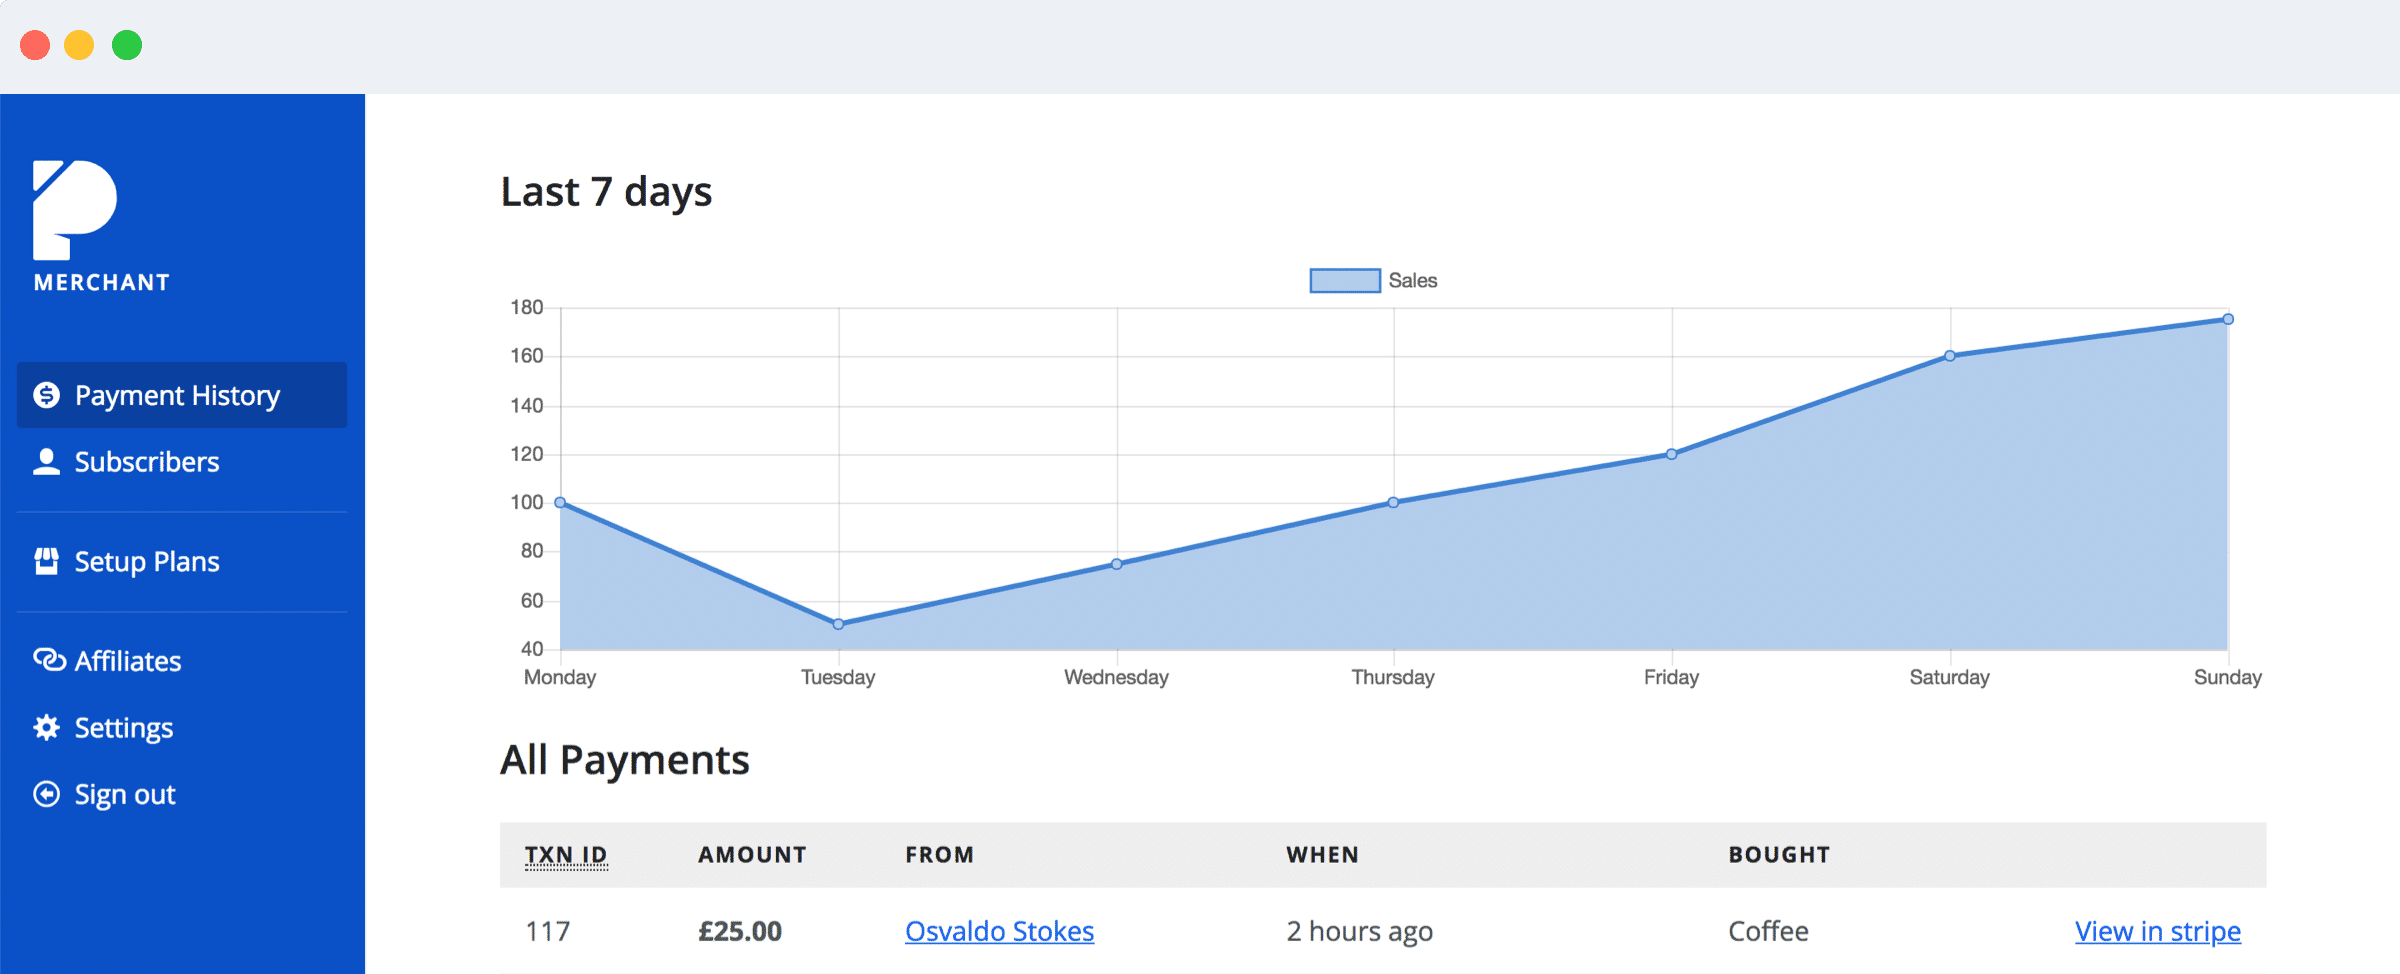 MERCHANT
Payment History
Subscribers
Setup Plans
Affiliates
Settings
Sign out
Last 7 days
Sales
180
160
140
120
100
80
60
40
Monday Tuesday Wednesday Thursday Friday Saturday Sunday
All Payments
TXN ID AMOUNT FROM WHEN BOUGHT
117 £25.00 Osvaldo Stokes 2 hours ago Coffee View in stripe